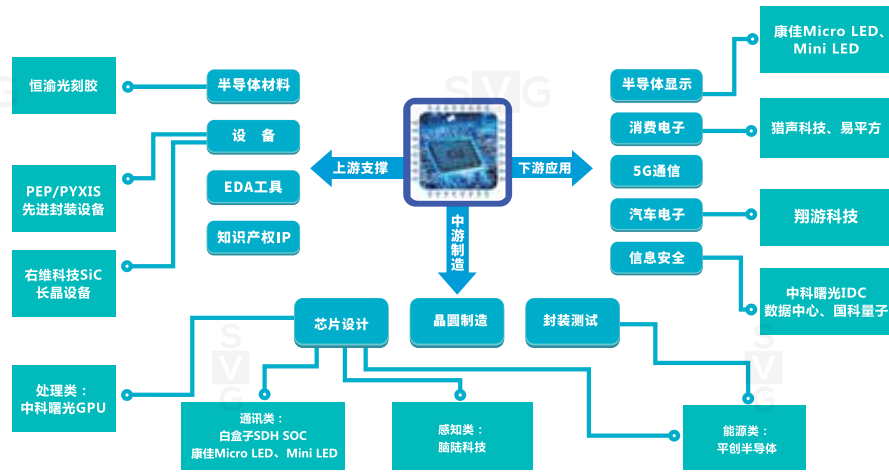 恒渝光刻胶
PEP/PYXIS
先进封装设备
右维科技SiC
长晶设备
半导体材料
设 备
EDA工具
知识产权IP
上游支撑
下游应用
中游制造
半导体显示
消费电子
5G通信
汽车电子
信息安全
康佳Micro LED、
Mini LED
猎声科技、易平方
翔游科技
中科曙光IDC
数据中心、国科量子
芯片设计
晶圆制造
封装测试
处理类：
中科曙光GPU
通讯类：
白盒子SDH SOC
康佳Micro LED、Mini LED
感知类：
脑陆科技
能源类：
平创半导体
SVG
SVG
SVG
G